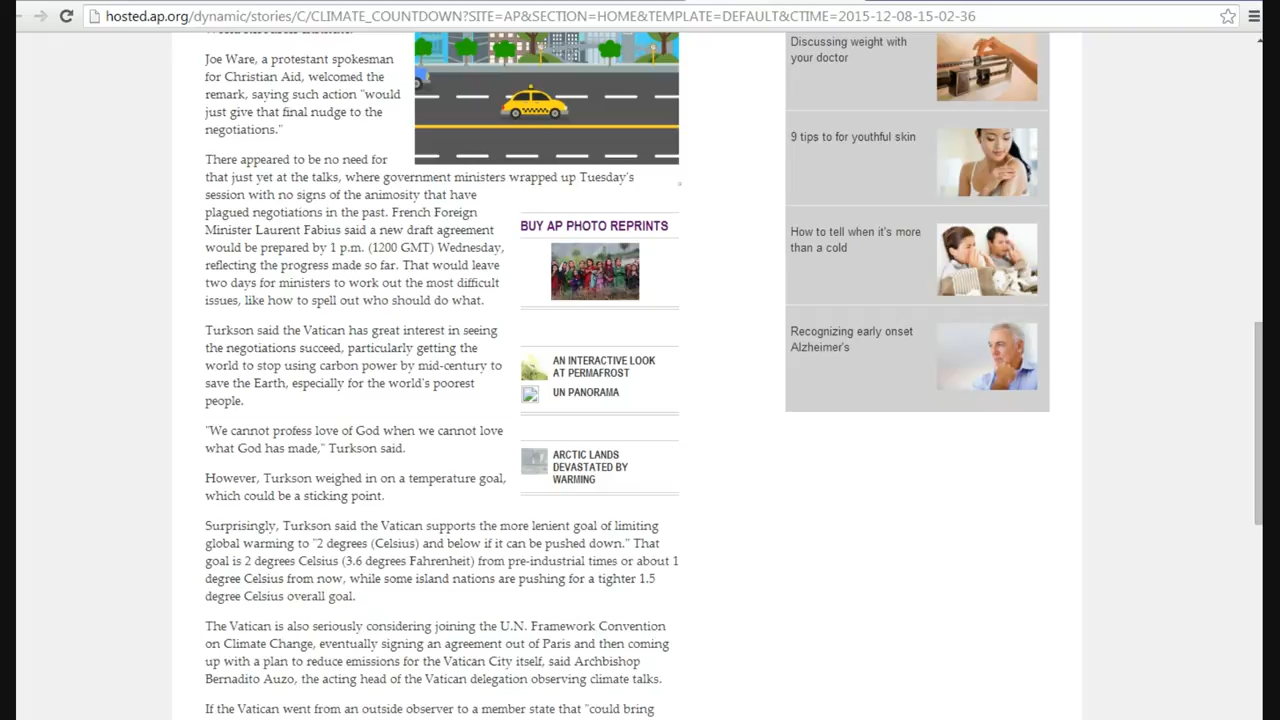 hosted.ap.org/dynamic/stories/C/CLIMATE_COUNTDOWN?SITE=AP&SECTION=HOME&TEMPLATE=DEFAULT&CTIME=2015-12-08-15-02-36
Joe Ware, a protestant spokesman
for Christian Aid, welcomed the
remark, saying such action "would
just give that final nudge to the
negotiations."
There appeared to be no need for
that just yet at the talks, where government ministers wrapped up Tuesday's
session with no signs of the animosity that have
plagued negotiations in the past. French Foreign
Minister Laurent Fabius said a new draft agreement
would be prepared by 1 p.m. (1200 GMT) Wednesday,
reflecting the progress made so far. That would leave
two days for ministers to work out the most difficult
issues, like how to spell out who should do what.
Turkson said the Vatican has great interest in seeing
the negotiations succeed, particularly getting the
world to stop using carbon power by mid-century to
save the Earth, especially for the world's poorest
people.
"We cannot profess love of God when we cannot love
what God has made," Turkson said.
However, Turkson weighed in on a temperature goal,
which could be a sticking point.
Surprisingly, Turkson said the Vatican supports the more lenient goal of limiting
global warming to "2 degrees (Celsius) and below if it can be pushed down." That
goal is 2 degrees Celsius (3.6 degrees Fahrenheit) from pre-industrial times or about 1
degree Celsius from now, while some island nations are pushing for a tighter 1.5
degree Celsius overall goal.
The Vatican is also seriously considering joining the U.N. Framework Convention
on Climate Change, eventually signing an agreement out of Paris and then coming
up with a plan to reduce emissions for the Vatican City itself, said Archbishop
Bernadito Auzo, the acting head of the Vatican delegation observing climate talks.
If the Vatican went from an outside observer to a member state that "could bring
BUY AP PHOTO REPRINTS
AN INTERACTIVE LOOK
AT PERMAFROST
UN PANORAMA
ARCTIC LANDS
DEVASTATED BY
WARMING
Discussing weight with
your doctor
9 tips to for youthful skin
How to tell when it's more
than a cold
Recognizing early onset
Alzheimer's